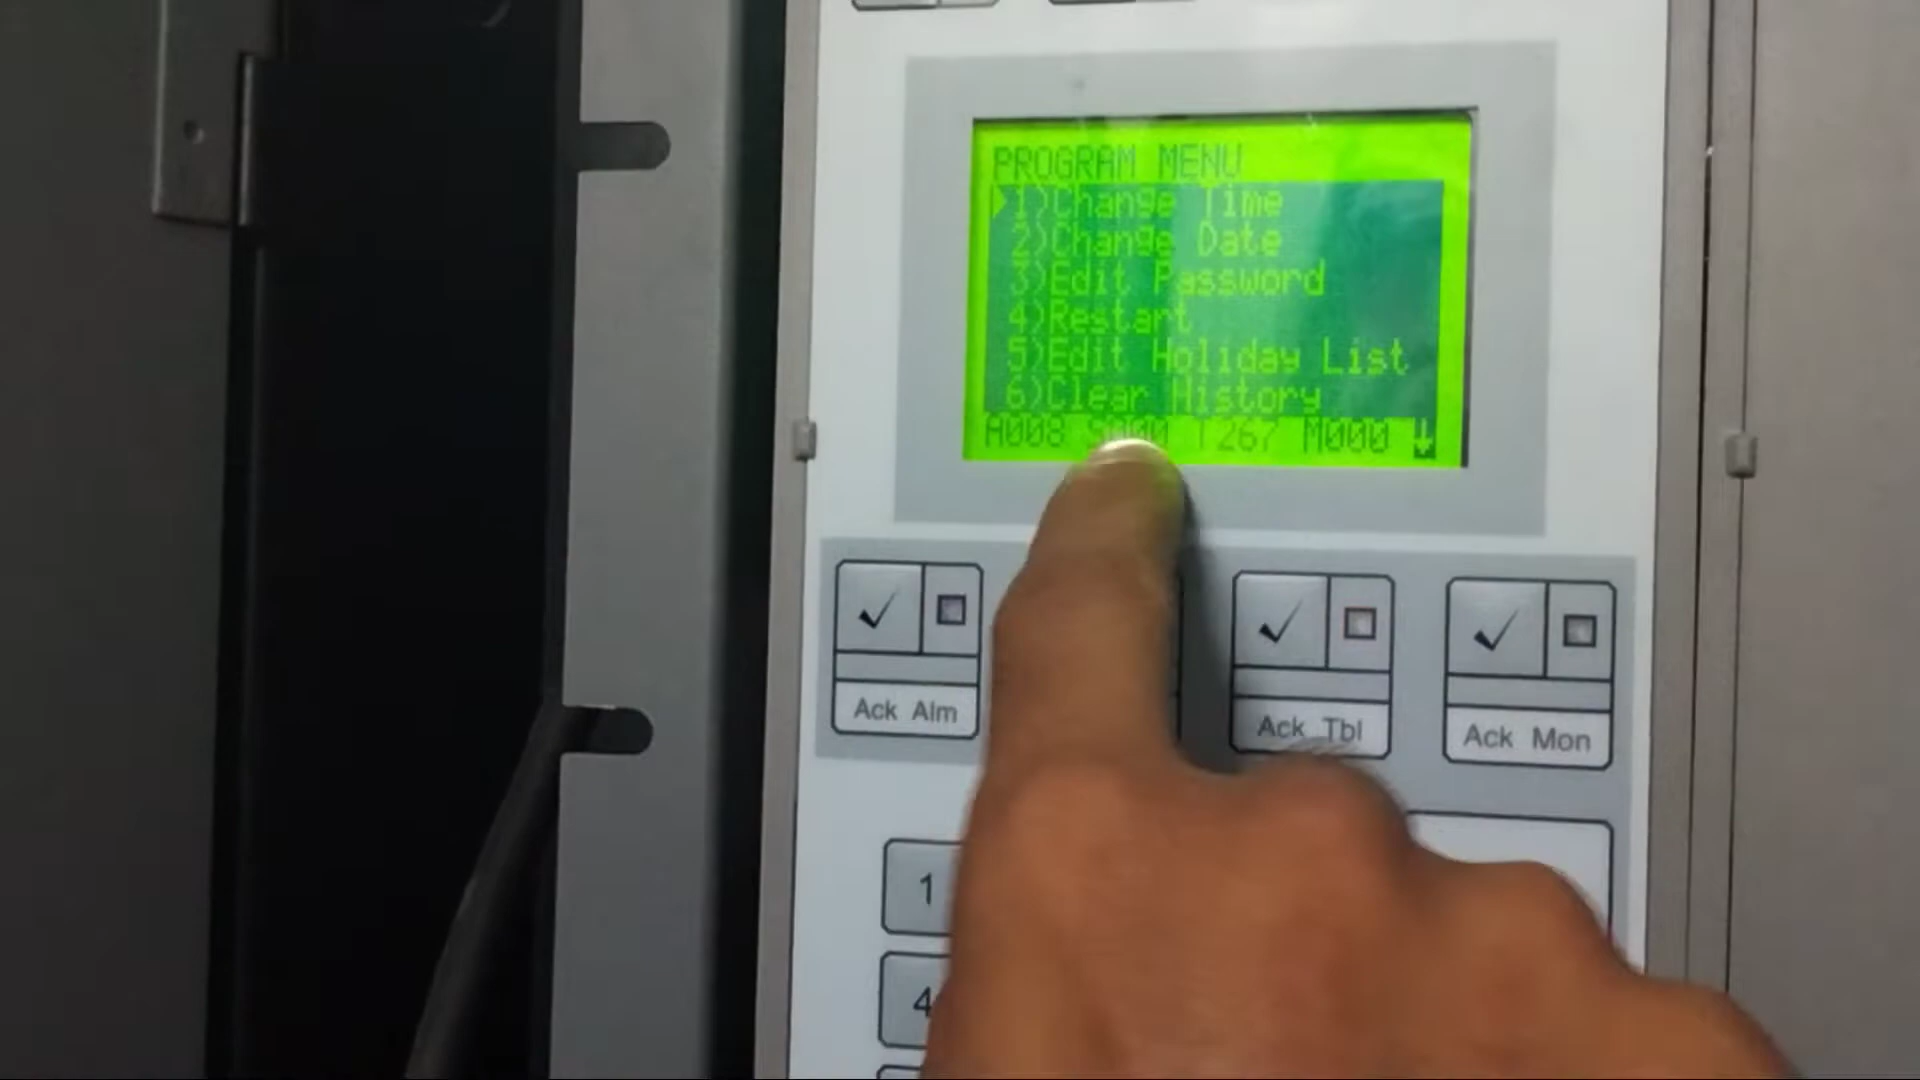 PROGRAM MENU
1)Change Time
2)Change Date
3)Edit Password
4)Restart
5)Edit Holiday List
6)Clear History
A008 S000 T267 M000
Ack Alm
Ack Tbl
Ack Mon
1
4